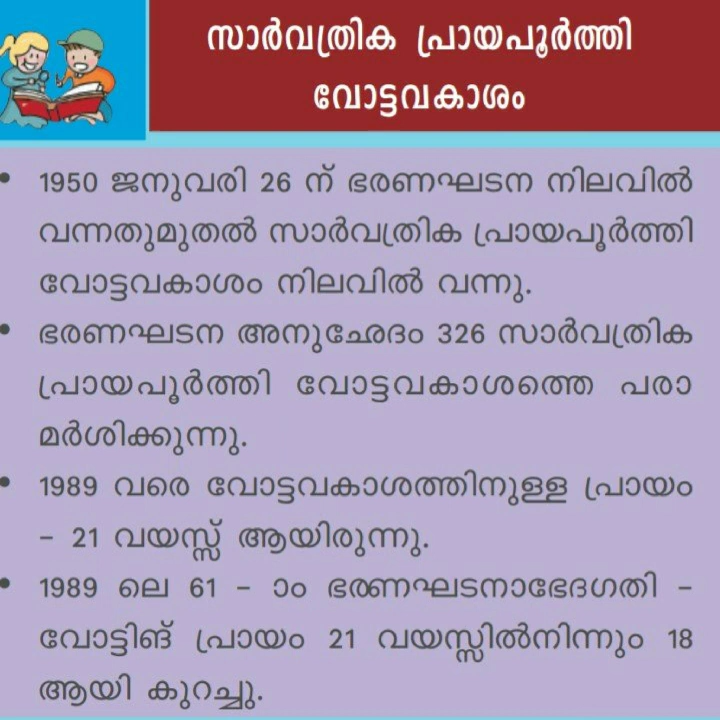 സാർവത്രിക പ്രായപൂർത്തി
വോട്ടവകാശം
• 1950 ജനുവരി 26 ന് ഭരണഘടന നിലവിൽ
വന്നതുമുതൽ സാർവത്രിക പ്രായപൂർത്തി
വോട്ടവകാശം നിലവിൽ വന്നു.
• ഭരണഘടന അനുഛേദം 326 സാർവത്രിക
പ്രായപൂർത്തി വോട്ടവകാശത്തെ പരാ
മർശിക്കുന്നു.
• 1989 വരെ വോട്ടവകാശത്തിനുള്ള പ്രായം
– 21 വയസ്സ് ആയിരുന്നു.
• 1989 ലെ 61 – ാം ഭരണഘടനാഭേദഗതി –
വോട്ടിങ് പ്രായം 21 വയസ്സിൽനിന്നും 18
ആയി കുറച്ചു.